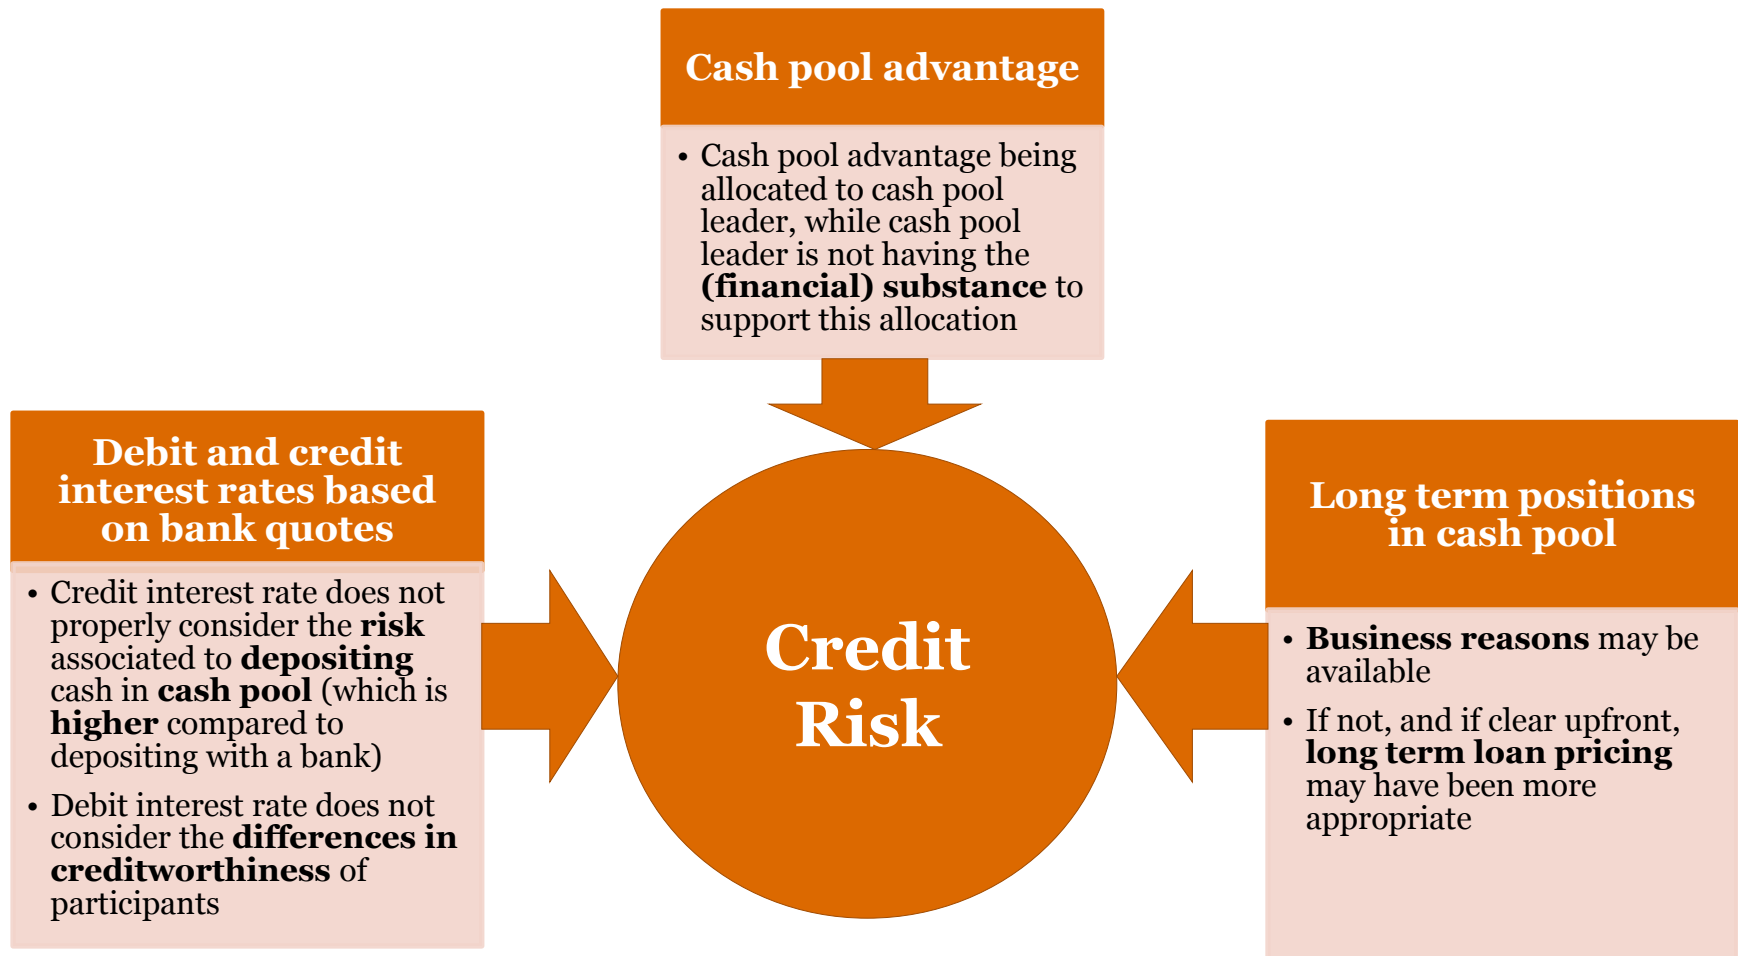 Cash pool advantage
• Cash pool advantage being
allocated to cash pool
leader, while cash pool
leader is not having the
(financial) substance to
support this allocation
Debit and credit
interest rates based
on bank quotes
• Credit interest rate does not
properly consider the risk
associated to depositing
cash in cash pool (which is
higher compared to
depositing with a bank)
• Debit interest rate does not
consider the differences in
creditworthiness of
participants
Credit
Risk
Long term positions
in cash pool
• Business reasons may be
available
• If not, and if clear upfront,
long term loan pricing
may have been more
appropriate